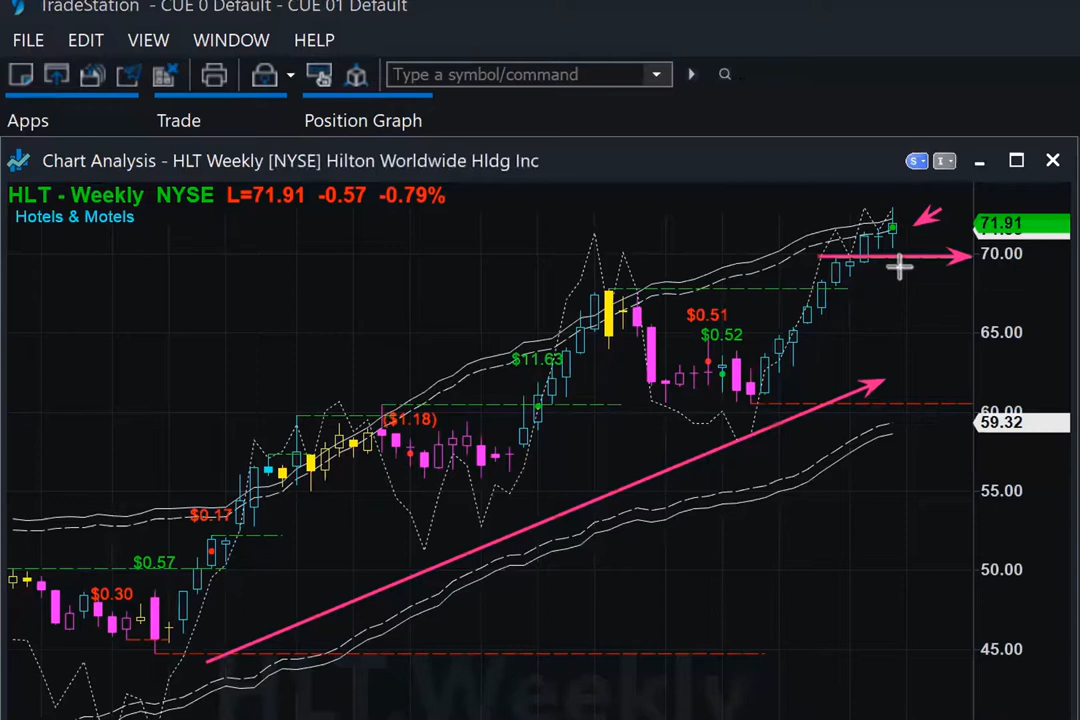 TradeStation - CUE 0 Default - CUE 01 Default
FILE EDIT VIEW WINDOW HELP
Type a symbol/command
Apps Trade Position Graph
Chart Analysis - HLT Weekly [NYSE] Hilton Worldwide Hldg Inc
S I
HLT - Weekly NYSE L=71.91 -0.57 -0.79%
Hotels & Motels
71.91
70.00
$0.51
$0.52
65.00
$11.63
60.00
($1.18)
59.32
55.00
$0.17
$0.57
50.00
$0.30
45.00
HLT.Weekly